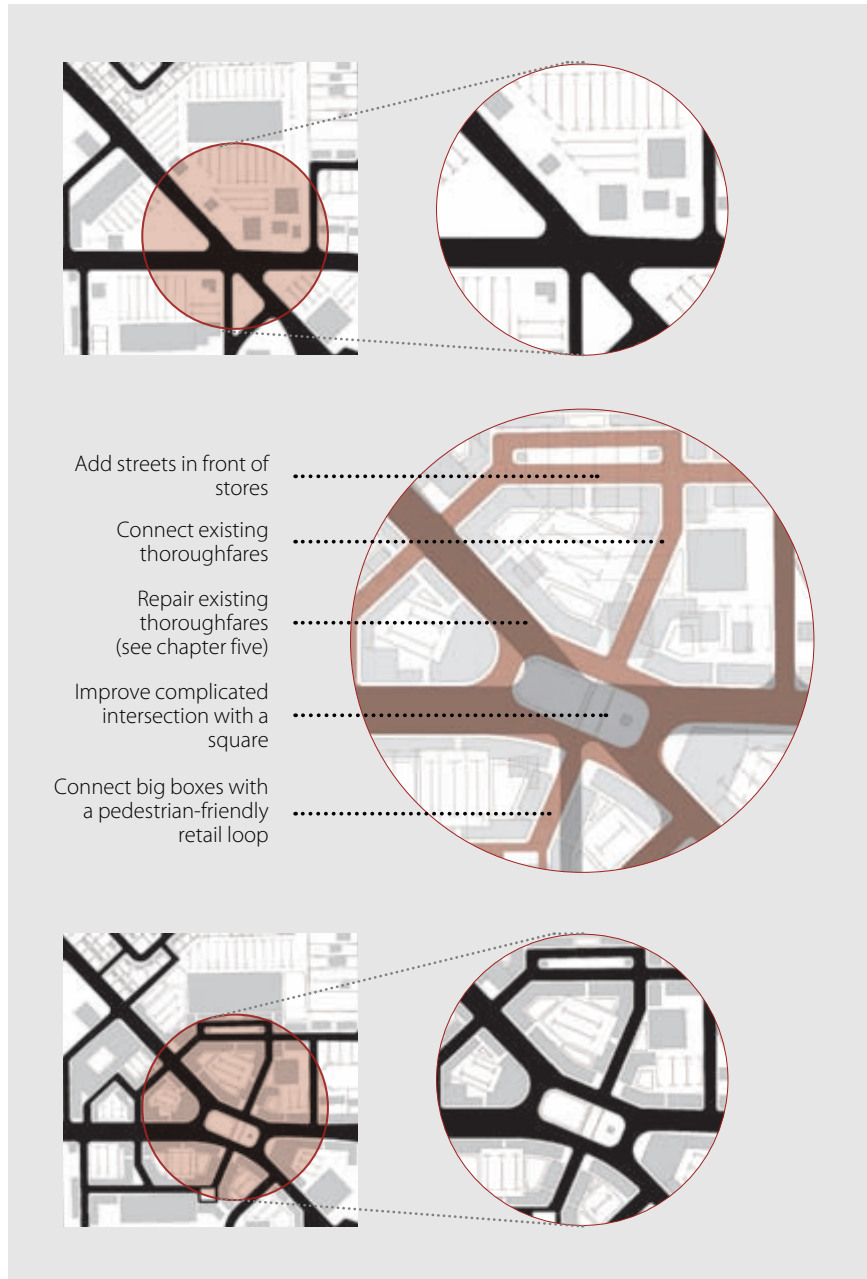 Add streets in front of
stores
Connect existing
thoroughfares
Repair existing
thoroughfares
(see chapter five)
Improve complicated
intersection with a
square
Connect big boxes with
a pedestrian-friendly
retail loop